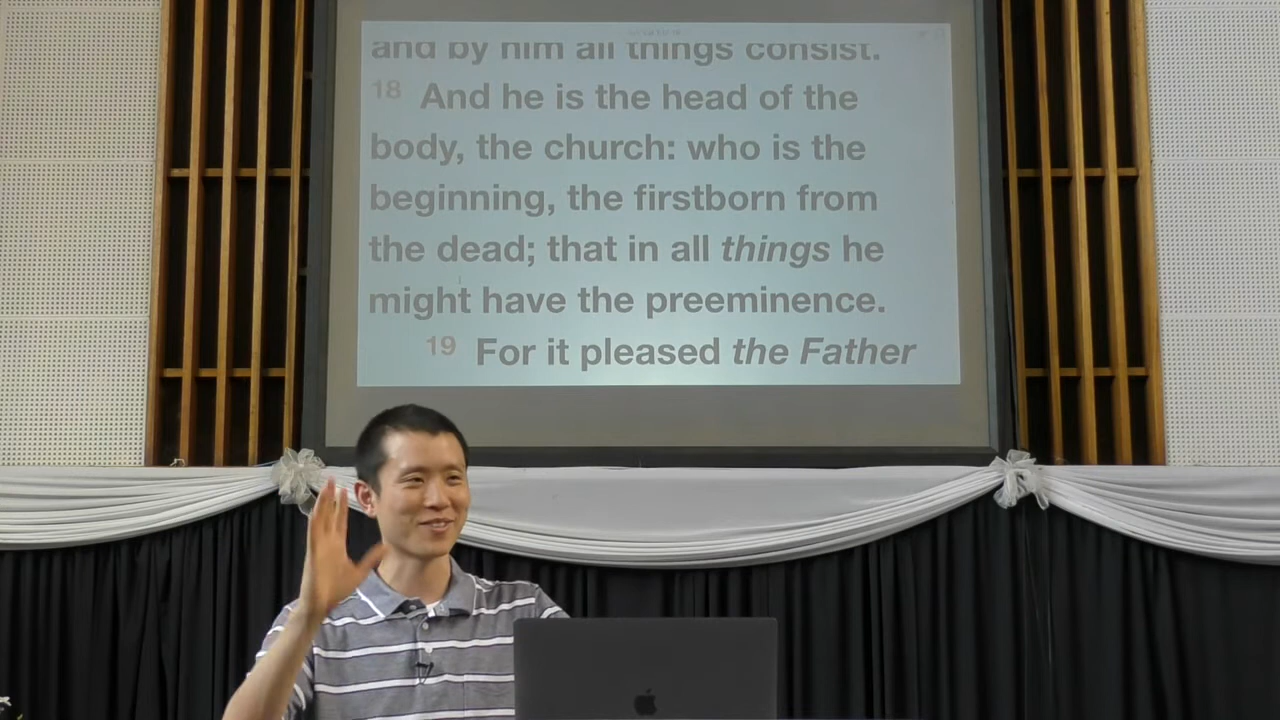 and by him all things consist.
18 And he is the head of the
body, the church: who is the
beginning, the firstborn from
the dead; that in all things he
might have the preeminence.
19 For it pleased the Father